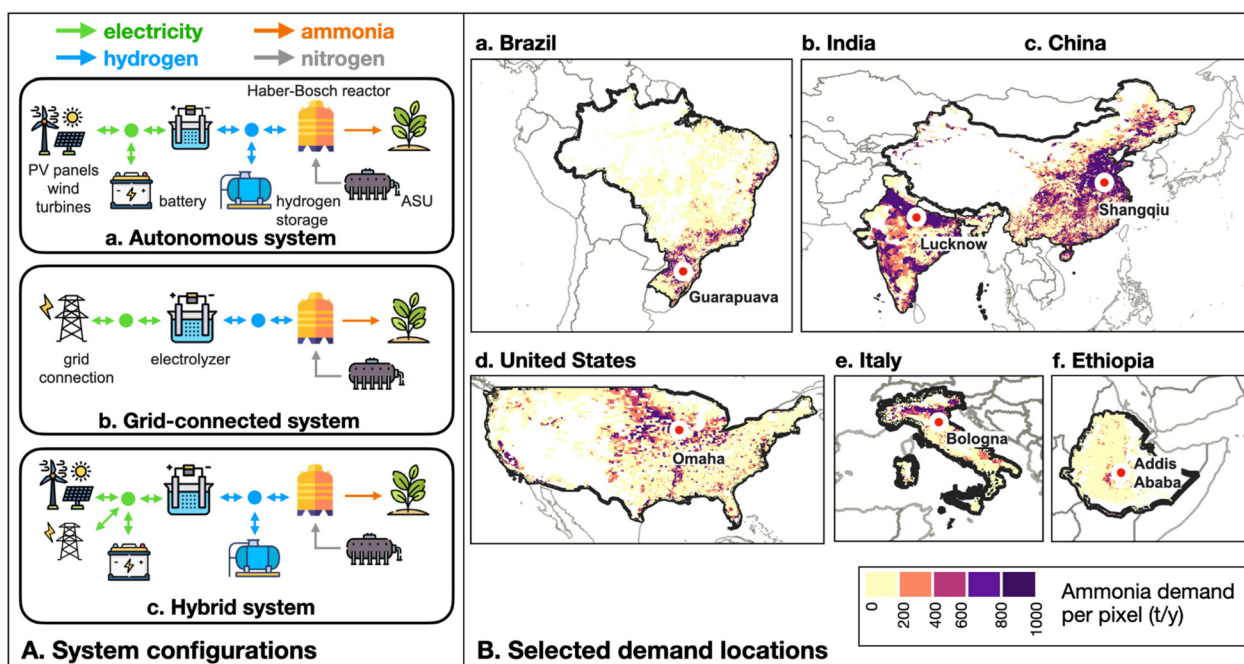 electricity
ammonia
hydrogen
nitrogen
Haber-Bosch reactor
PV panels
wind
turbines
battery
hydrogen
storage
ASU
a. Autonomous system
grid
connection
electrolyzer
b. Grid-connected system
c. Hybrid system
A. System configurations
a. Brazil
Guarapuava
b. India
c. China
Shangqiu
Lucknow
d. United States
Omaha
e. Italy
Bologna
f. Ethiopia
Addis
Ababa
0
200
400
600
800
1000
Ammonia demand
per pixel (t/y)
B. Selected demand locations